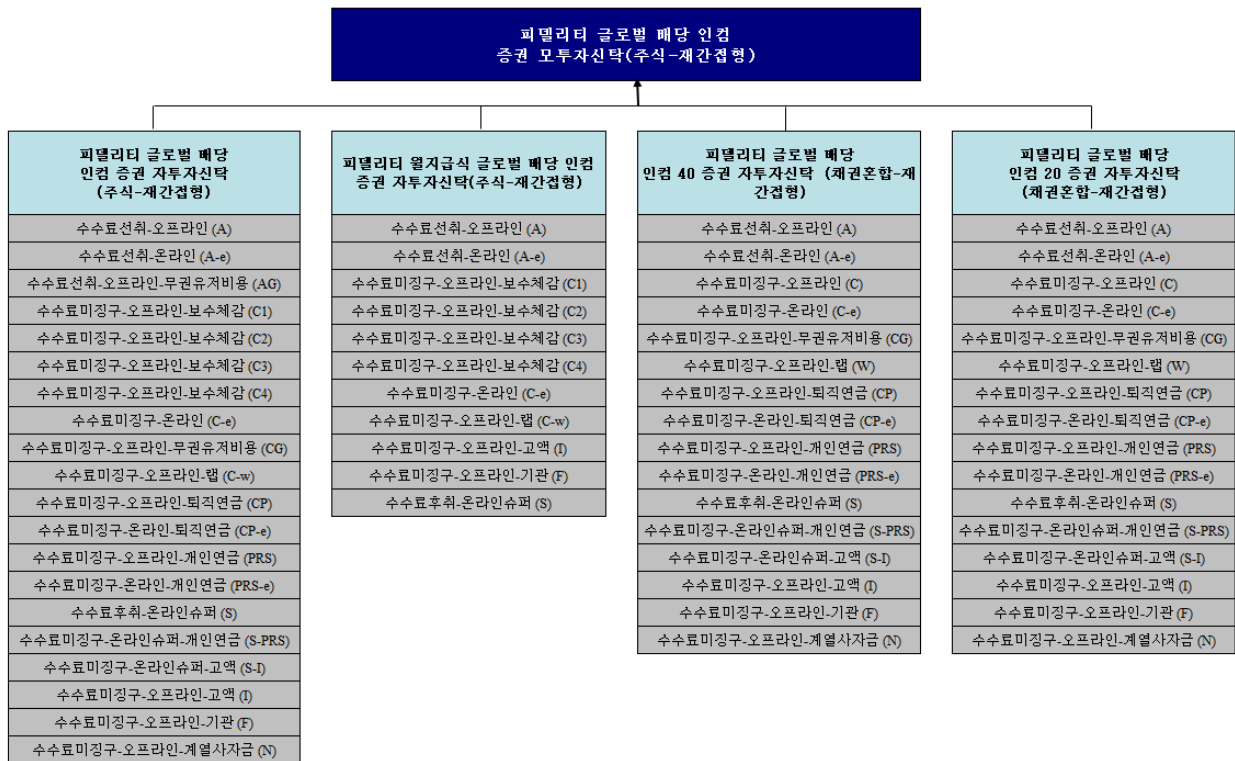 피델리티 글로벌 배당 인컴
증권 모투자신탁(주식-재간접형)
피델리티 글로벌 배당
인컴 증권 자투자신탁
(주식-재간접형)
수수료선취-오프라인 (A)
수수료선취-온라인 (A-e)
수수료선취-오프라인-무권유저비용 (AG)
수수료미징구-오프라인-보수체감 (C1)
수수료미징구-오프라인-보수체감 (C2)
수수료미징구-오프라인-보수체감 (C3)
수수료미징구-오프라인-보수체감 (C4)
수수료미징구-온라인 (C-e)
수수료미징구-오프라인-무권유저비용 (CG)
수수료미징구-오프라인-랩 (C-w)
수수료미징구-오프라인-퇴직연금 (CP)
수수료미징구-온라인-퇴직연금 (CP-e)
수수료미징구-오프라인-개인연금 (PRS)
수수료미징구-온라인-개인연금 (PRS-e)
수수료후취-온라인슈퍼 (S)
수수료미징구-온라인슈퍼-개인연금 (S-PRS)
수수료미징구-온라인슈퍼-고액 (S-I)
수수료미징구-오프라인-고액 (I)
수수료미징구-오프라인-기관 (F)
수수료미징구-오프라인-계열사자금 (N)
피델리티 월지급식 글로벌 배당 인컴
증권 자투자신탁(주식-재간접형)
수수료선취-오프라인 (A)
수수료선취-온라인 (A-e)
수수료미징구-오프라인-보수체감 (C1)
수수료미징구-오프라인-보수체감 (C2)
수수료미징구-오프라인-보수체감 (C3)
수수료미징구-오프라인-보수체감 (C4)
수수료미징구-온라인 (C-e)
수수료미징구-오프라인-랩 (C-w)
수수료미징구-오프라인-고액 (I)
수수료미징구-오프라인-기관 (F)
수수료후취-온라인슈퍼 (S)
피델리티 글로벌 배당
인컴 40 증권 자투자신탁 (채권혼합-재
간접형)
수수료선취-오프라인 (A)
수수료선취-온라인 (A-e)
수수료미징구-오프라인 (C)
수수료미징구-온라인 (C-e)
수수료미징구-오프라인-무권유저비용 (CG)
수수료미징구-오프라인-랩 (W)
수수료미징구-오프라인-퇴직연금 (CP)
수수료미징구-온라인-퇴직연금 (CP-e)
수수료미징구-오프라인-개인연금 (PRS)
수수료미징구-온라인-개인연금 (PRS-e)
수수료후취-온라인슈퍼 (S)
수수료미징구-온라인슈퍼-개인연금 (S-PRS)
수수료미징구-온라인슈퍼-고액 (S-I)
수수료미징구-오프라인-고액 (I)
수수료미징구-오프라인-기관 (F)
수수료미징구-오프라인-계열사자금 (N)
피델리티 글로벌 배당
인컴 20 증권 자투자신탁
(채권혼합-재간접형)
수수료선취-오프라인 (A)
수수료선취-온라인 (A-e)
수수료미징구-오프라인 (C)
수수료미징구-온라인 (C-e)
수수료미징구-오프라인-무권유저비용 (CG)
수수료미징구-오프라인-랩 (W)
수수료미징구-오프라인-퇴직연금 (CP)
수수료미징구-온라인-퇴직연금 (CP-e)
수수료미징구-오프라인-개인연금 (PRS)
수수료미징구-온라인-개인연금 (PRS-e)
수수료후취-온라인슈퍼 (S)
수수료미징구-온라인슈퍼-개인연금 (S-PRS)
수수료미징구-온라인슈퍼-고액 (S-I)
수수료미징구-오프라인-고액 (I)
수수료미징구-오프라인-기관 (F)
수수료미징구-오프라인-계열사자금 (N)